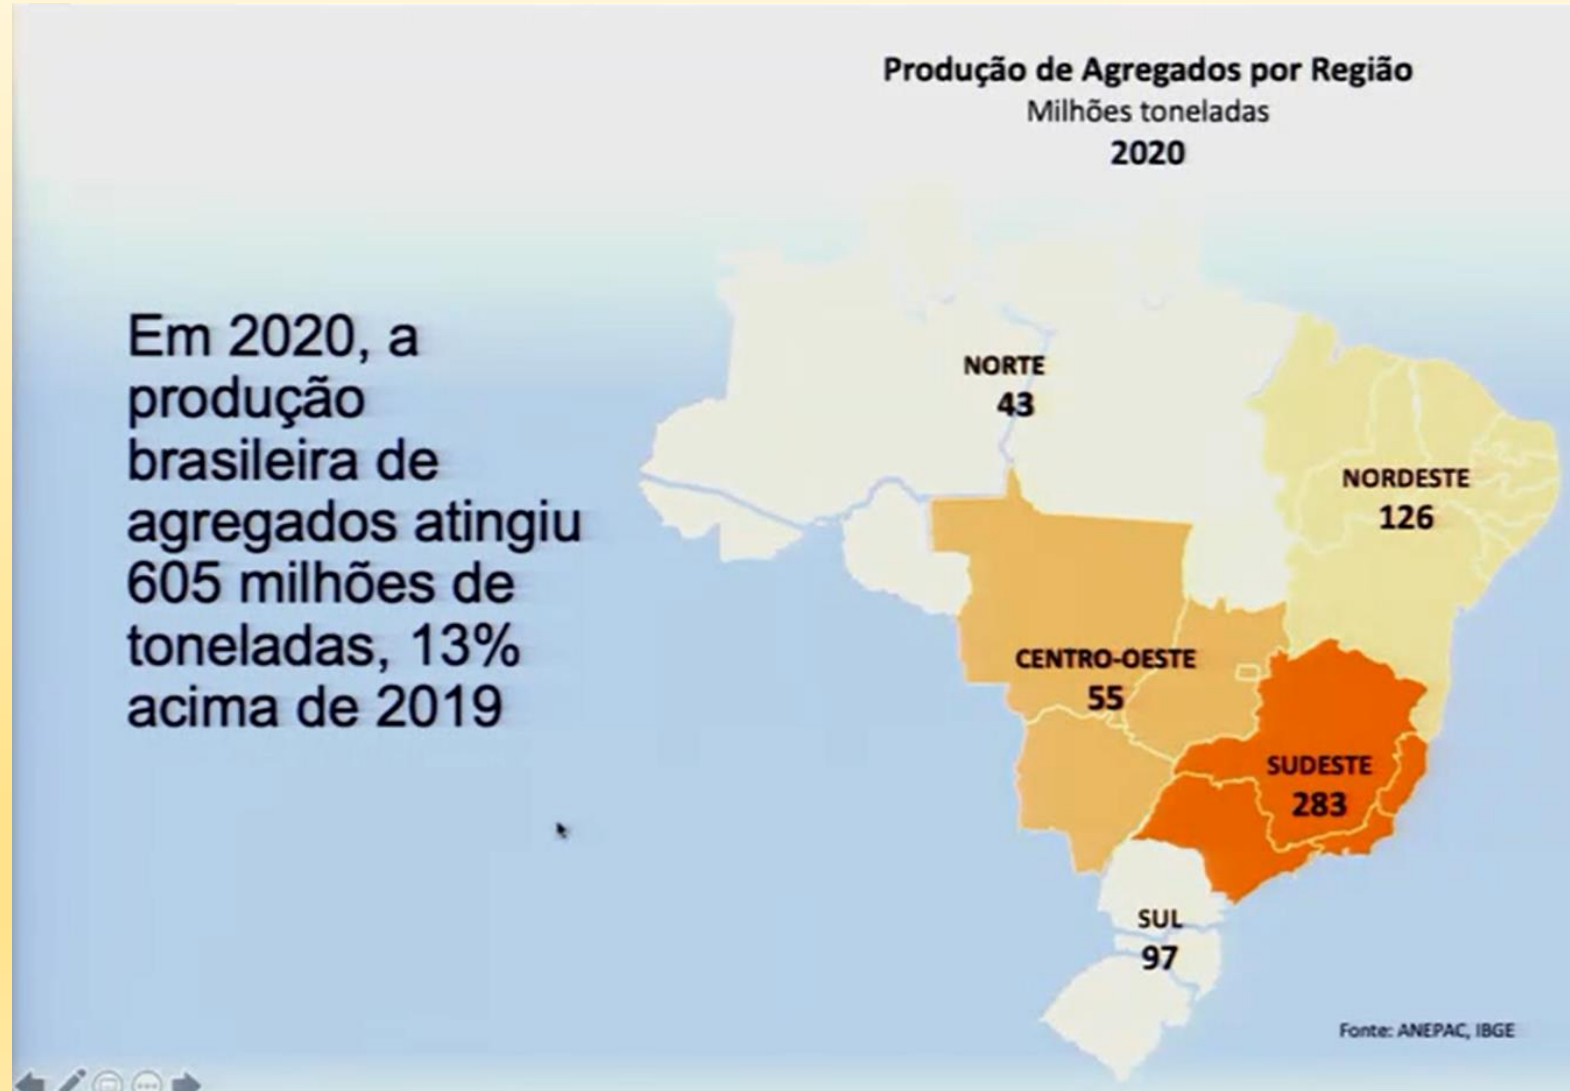 Produção de Agregados por Região
Milhões toneladas
2020
Em 2020, a
produção
brasileira de
agregados atingiu
605 milhões de
toneladas, 13%
acima de 2019
NORTE
43
NORDESTE
126
CENTRO-OESTE
55
SUDESTE
283
SUL
97
Fonte: ANEPAC, IBGE